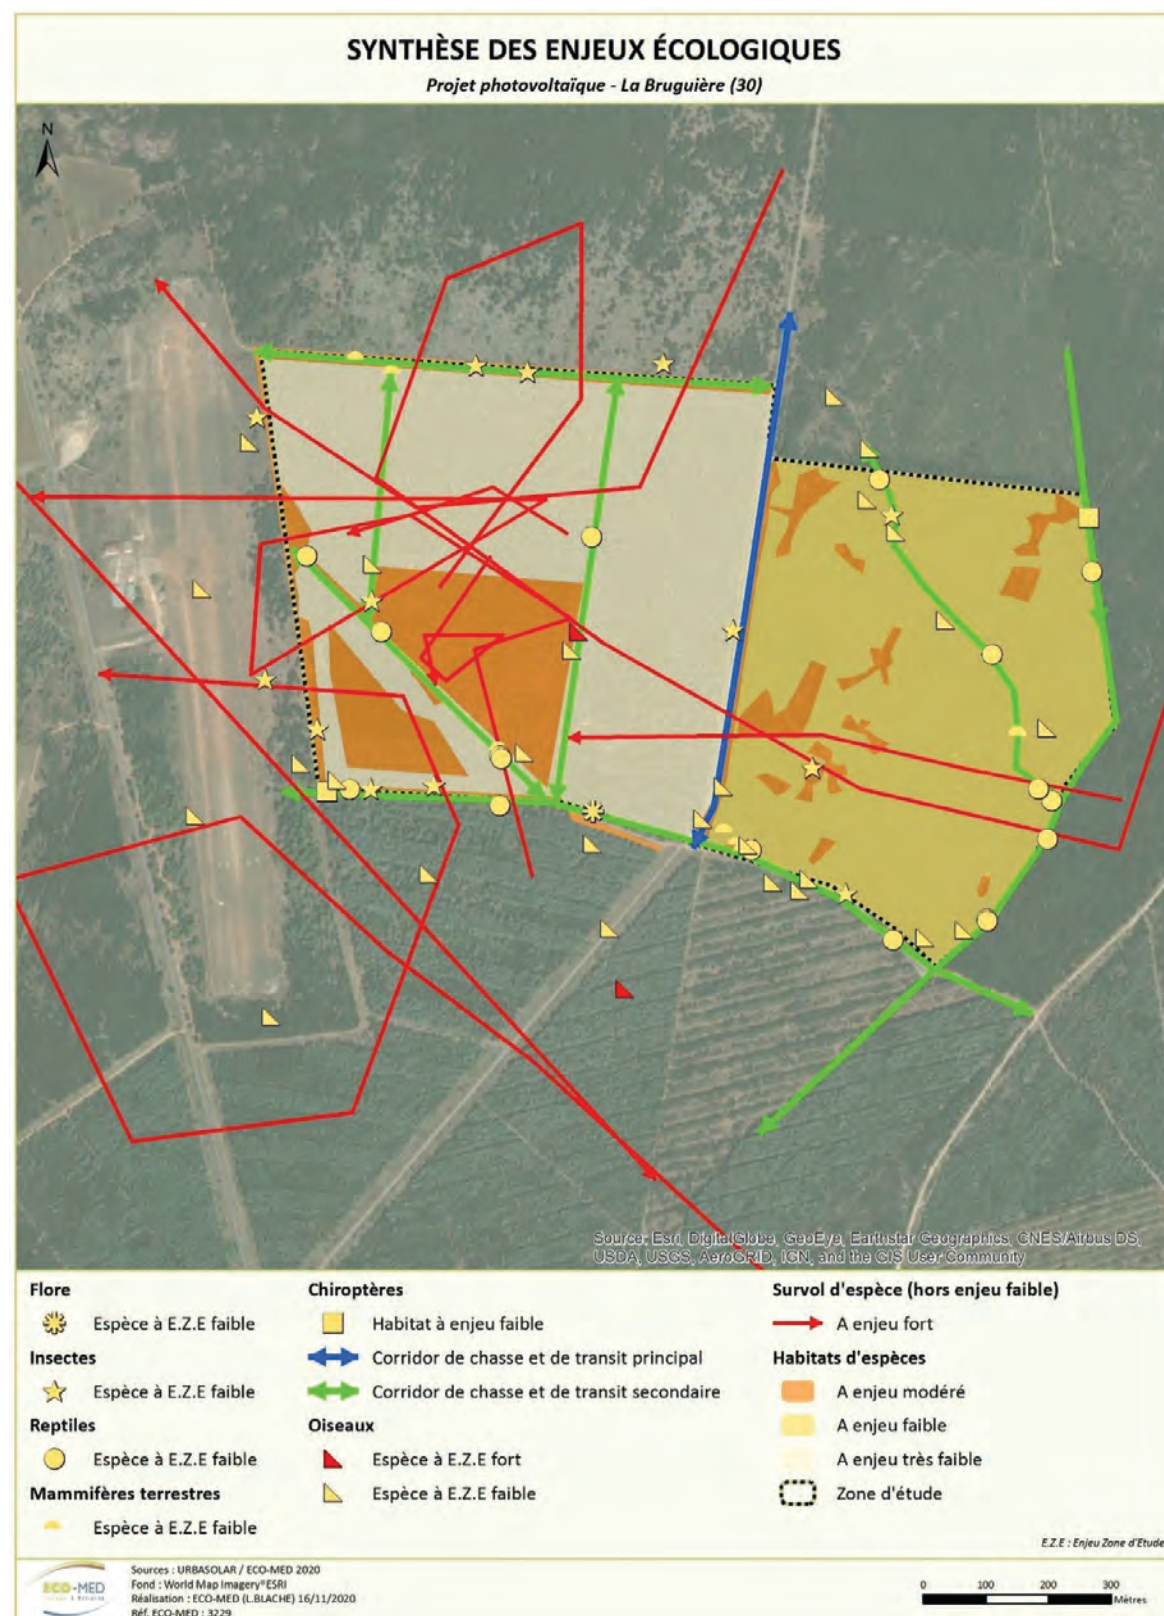 SYNTHÈSE DES ENJEUX ÉCOLOGIQUES
Projet photovoltaïque - La Bruguière (30)
N
Source: Esri, DigitalGlobe, GeoEye, Earthstar Geographics, CNES/Airbus DS,
USDA, USGS, AeroGRID, IGN, and the GIS User Community
Flore
Espèce à E.Z.E faible
Insectes
Espèce à E.Z.E faible
Reptiles
Espèce à E.Z.E faible
Mammifères terrestres
Espèce à E.Z.E faible
Chiroptères
Habitat à enjeu faible
Corridor de chasse et de transit principal
Corridor de chasse et de transit secondaire
Oiseaux
Espèce à E.Z.E fort
Espèce à E.Z.E faible
Survol d'espèce (hors enjeu faible)
A enjeu fort
Habitats d'espèces
A enjeu modéré
A enjeu faible
A enjeu très faible
Zone d'étude
E.Z.E : Enjeu Zone d'Etude
ECO-MED
Sources : URBASOLAR / ECO-MED 2020
Fond : World Map Imagery®ESRI
Réalisation : ECO-MED (L.BLACHE) 16/11/2020
Réf. ECO-MED : 3229
0 100 200 300
Mètres